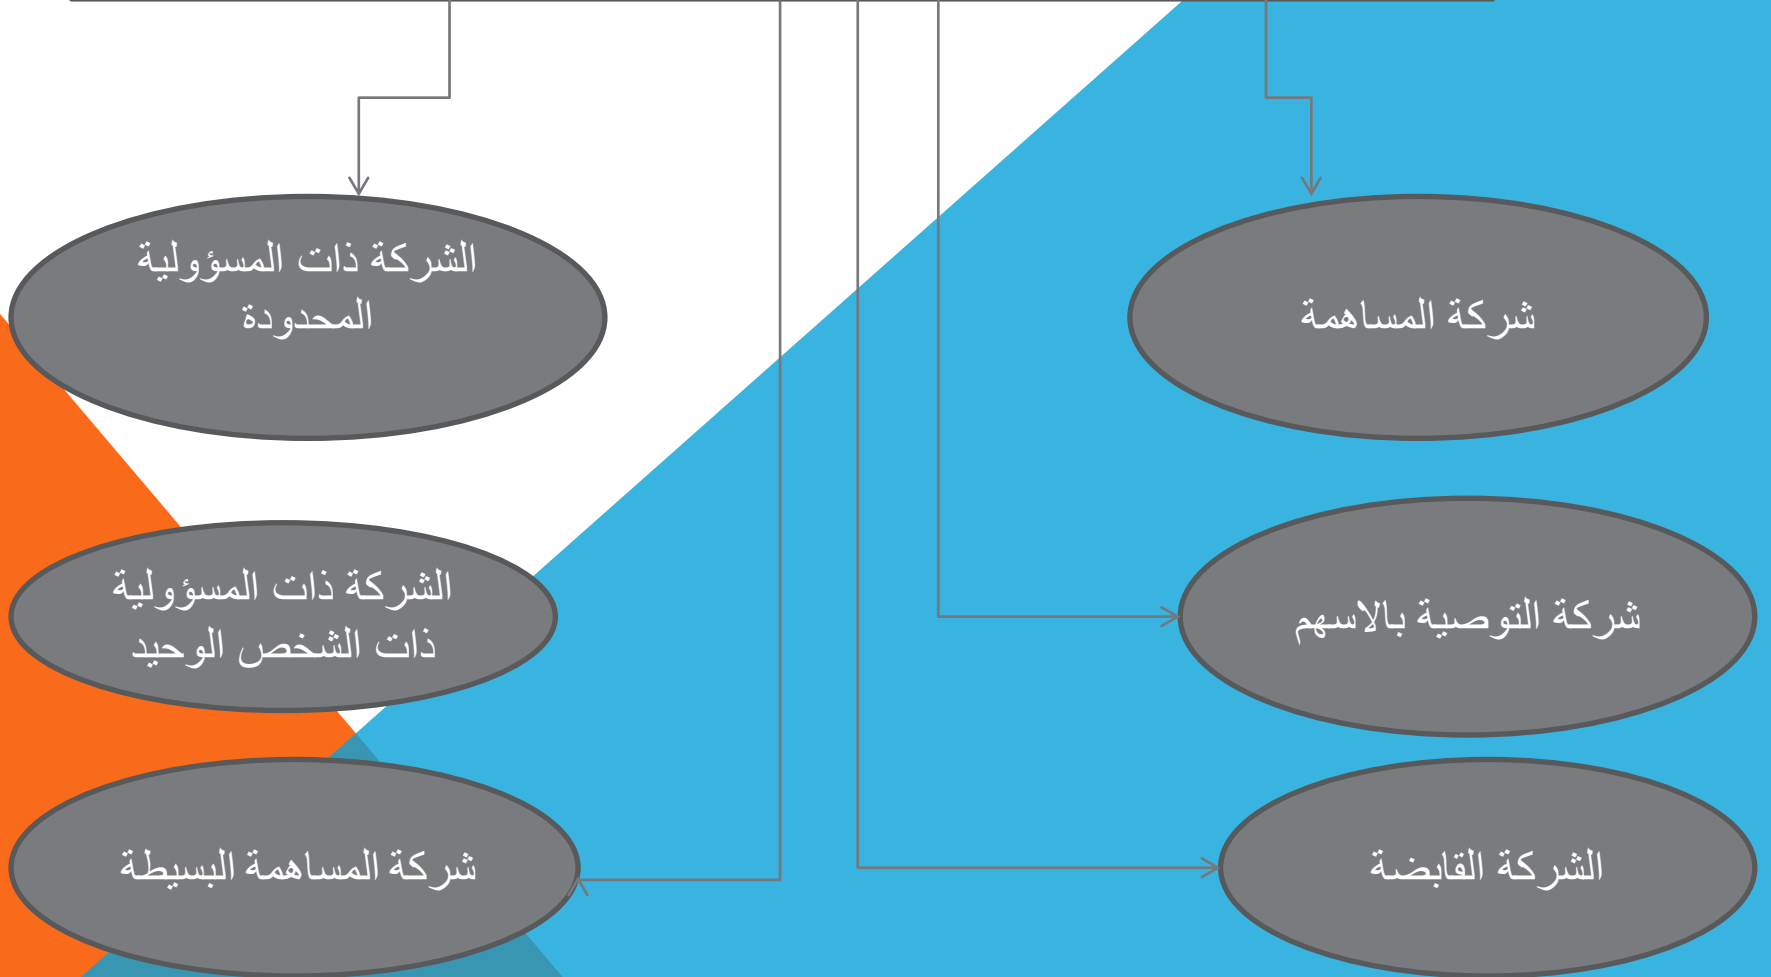 شركة المساهمة
الشركة ذات المسؤولية
المحدودة
شركة التوصية بالاسهم
الشركة ذات المسؤولية
ذات الشخص الوحيد
الشركة القابضة
شركة المساهمة البسيطة